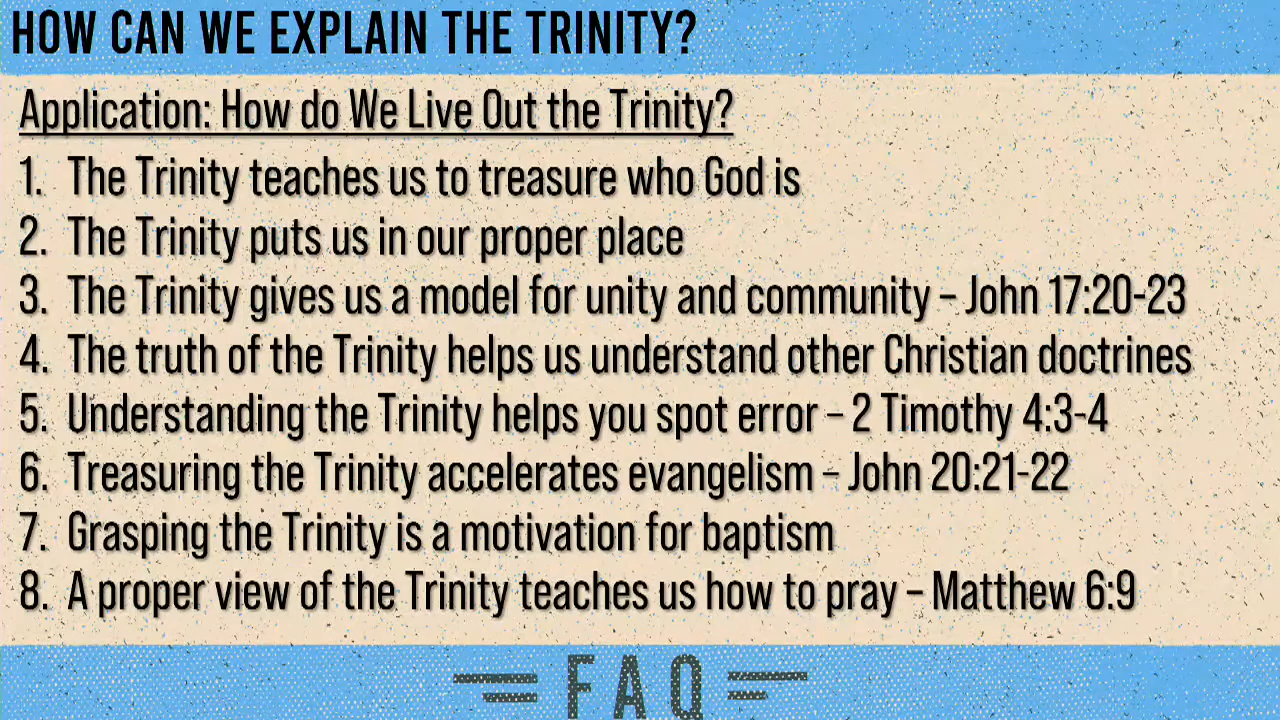 HOW CAN WE EXPLAIN THE TRINITY?
Application: How do We Live Out the Trinity?
1. The Trinity teaches us to treasure who God is
2. The Trinity puts us in our proper place
3. The Trinity gives us a model for unity and community – John 17:20-23
4. The truth of the Trinity helps us understand other Christian doctrines
5. Understanding the Trinity helps you spot error – 2 Timothy 4:3-4
6. Treasuring the Trinity accelerates evangelism – John 20:21-22
7. Grasping the Trinity is a motivation for baptism
8. A proper view of the Trinity teaches us how to pray – Matthew 6:9
FAQ